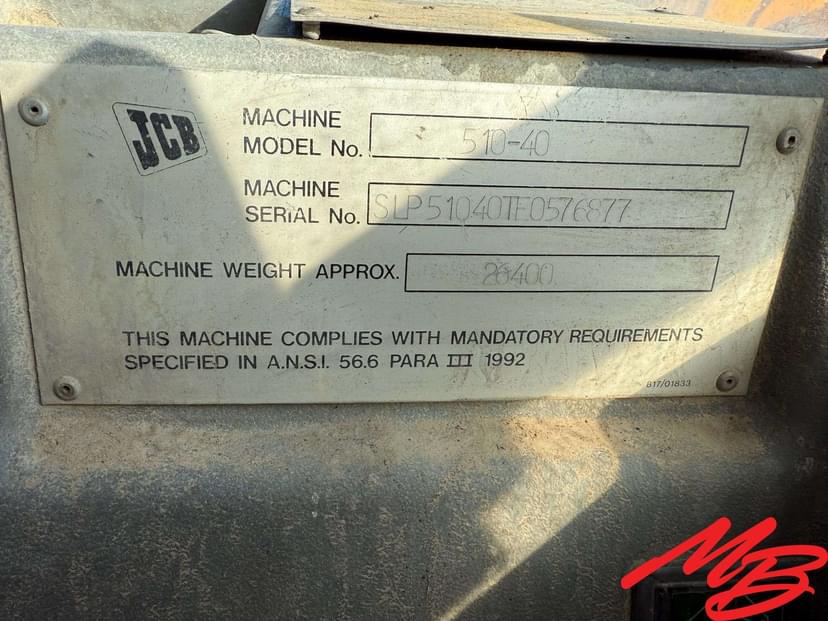 JCB
MACHINE
MODEL No. 510-40
MACHINE
SERIAL No. SLP51040TE0576877
MACHINE WEIGHT APPROX. 26400
THIS MACHINE COMPLIES WITH MANDATORY REQUIREMENTS
SPECIFIED IN A.N.S.I. 56.6 PARA III 1992
817/01833
MB